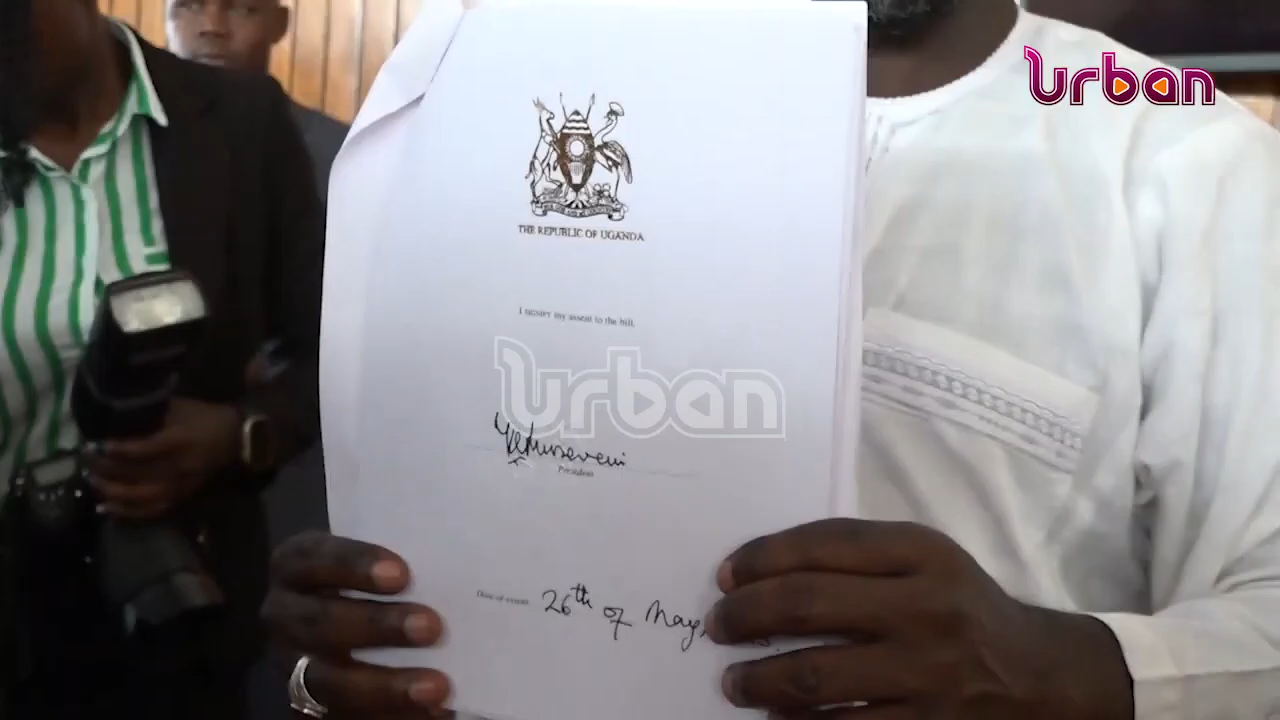 Urban
THE REPUBLIC OF UGANDA
I signify my assent to the bill.
Urban
President
Date of assent
26th of May,